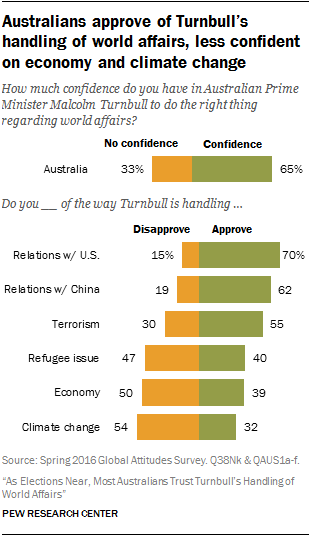 Australians approve of Turnbull's
handling of world affairs, less confident
on economy and climate change
How much confidence do you have in Australian Prime
Minister Malcolm Turnbull to do the right thing
regarding world affairs?
No confidence Confidence
Australia 33% 65%
Do you __ of the way Turnbull is handling ...
Disapprove Approve
Relations w/ U.S. 15% 70%
Relations w/ China 19 62
Terrorism 30 55
Refugee issue 47 40
Economy 50 39
Climate change 54 32
Source: Spring 2016 Global Attitudes Survey. Q38Nk & QAUS1a-f.
"As Elections Near, Most Australians Trust Turnbull's Handling of
World Affairs"
PEW RESEARCH CENTER